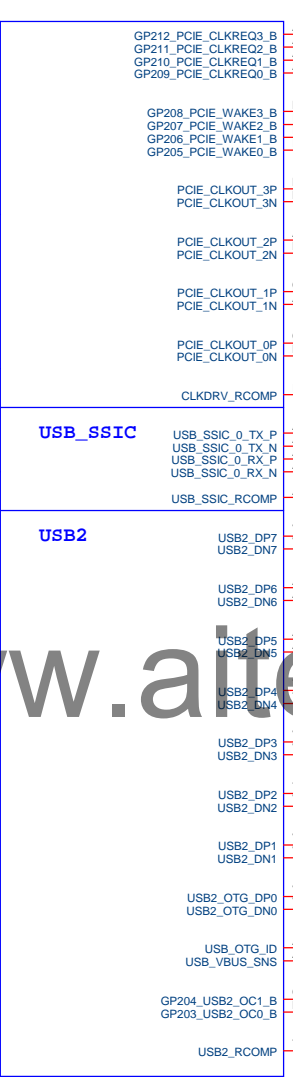 GP212_PCIE_CLKREQ3_B
GP211_PCIE_CLKREQ2_B
GP210_PCIE_CLKREQ1_B
GP209_PCIE_CLKREQ0_B
GP208_PCIE_WAKE3_B
GP207_PCIE_WAKE2_B
GP206_PCIE_WAKE1_B
GP205_PCIE_WAKE0_B
PCIE_CLKOUT_3P
PCIE_CLKOUT_3N
PCIE_CLKOUT_2P
PCIE_CLKOUT_2N
PCIE_CLKOUT_1P
PCIE_CLKOUT_1N
PCIE_CLKOUT_0P
PCIE_CLKOUT_0N
CLKDRV_RCOMP
USB_SSIC
USB_SSIC_0_TX_P
USB_SSIC_0_TX_N
USB_SSIC_0_RX_P
USB_SSIC_0_RX_N
USB_SSIC_RCOMP
USB2
USB2_DP7
USB2_DN7
USB2_DP6
USB2_DN6
USB2_DP5
USB2_DN5
w.aite
USB2_DP4
USB2_DN4
USB2_DP3
USB2_DN3
USB2_DP2
USB2_DN2
USB2_DP1
USB2_DN1
USB2_OTG_DP0
USB2_OTG_DN0
USB_OTG_ID
USB_VBUS_SNS
GP204_USB2_OC1_B
GP203_USB2_OC0_B
USB2_RCOMP